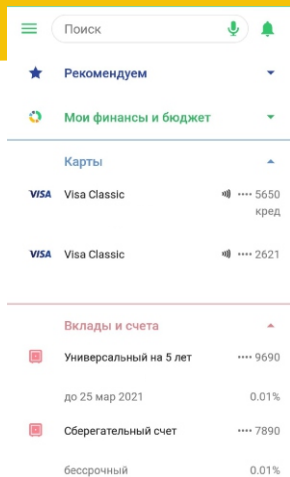 Поиск
Рекомендуем
Мои финансы и бюджет
Карты
VISA Visa Classic •••• 5650
кред
VISA Visa Classic •••• 2621
Вклады и счета
Универсальный на 5 лет •••• 9690
до 25 мар 2021 0.01%
Сберегательный счет •••• 7890
бессрочный 0.01%